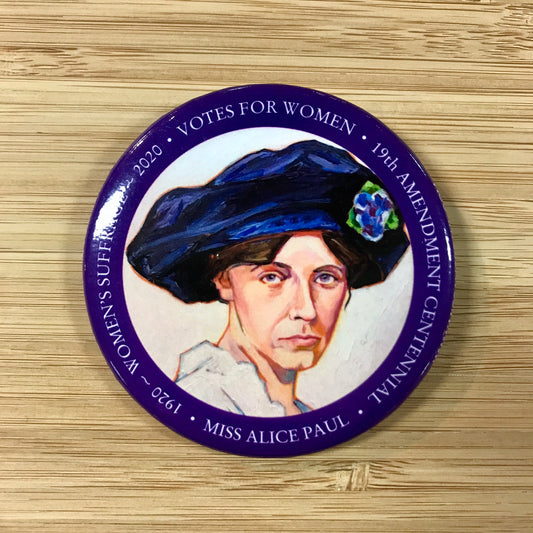 • VOTES FOR WOMEN •
19th AMENDMENT CENTENNIAL •
MISS ALICE PAUL •
1920 ~ WOMEN'S SUFFRAGE 2020